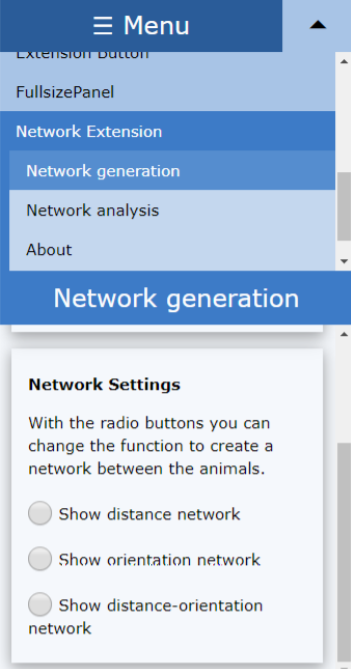 ☰ Menu
Extension Button
FullsizePanel
Network Extension
Network generation
Network analysis
About
Network generation
Network Settings
With the radio buttons you can
change the function to create a
network between the animals.
Show distance network
Show orientation network
Show distance-orientation
network